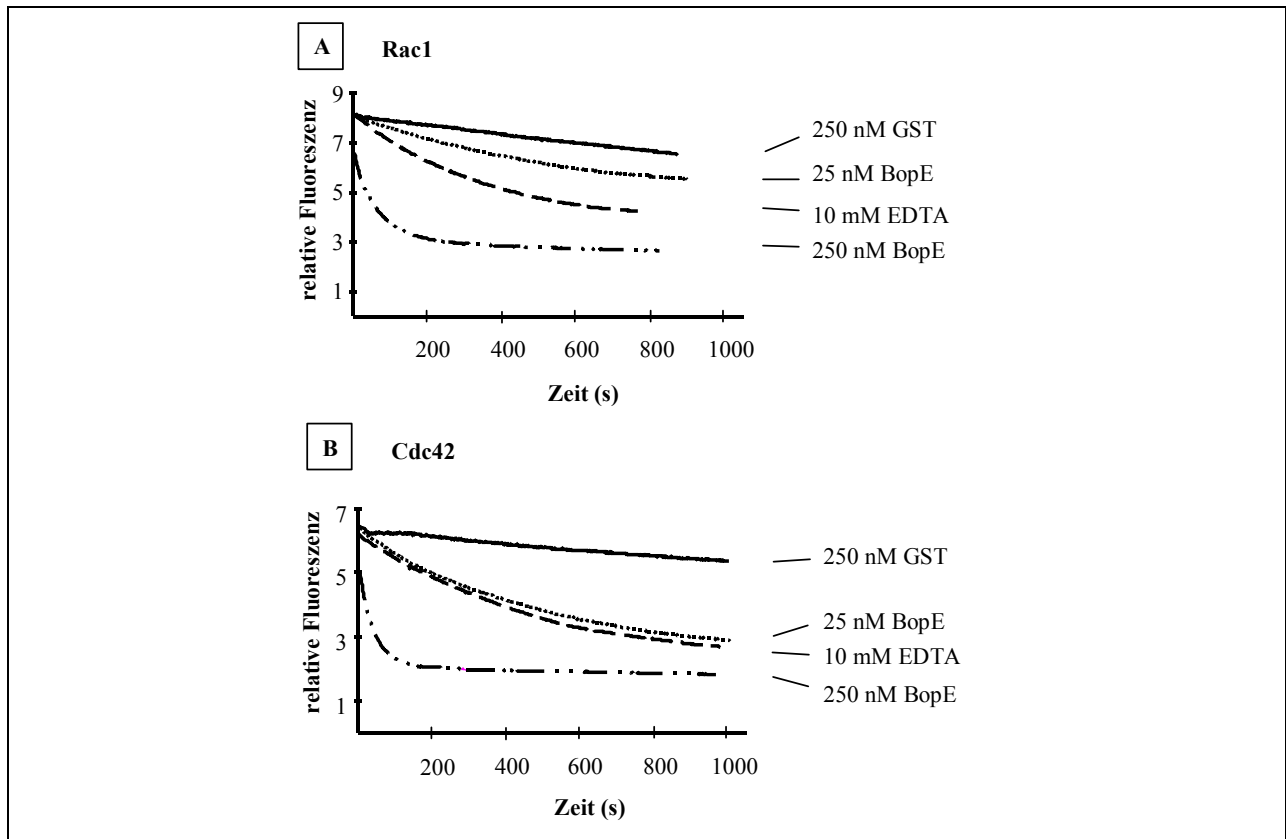 A Rac1
relative Fluoreszenz
9
7
5
3
1
250 nM GST
25 nM BopE
10 mM EDTA
250 nM BopE
200 400 600 800 1000
Zeit (s)
B Cdc42
relative Fluoreszenz
7
5
3
1
250 nM GST
25 nM BopE
10 mM EDTA
250 nM BopE
200 400 600 800 1000
Zeit (s)